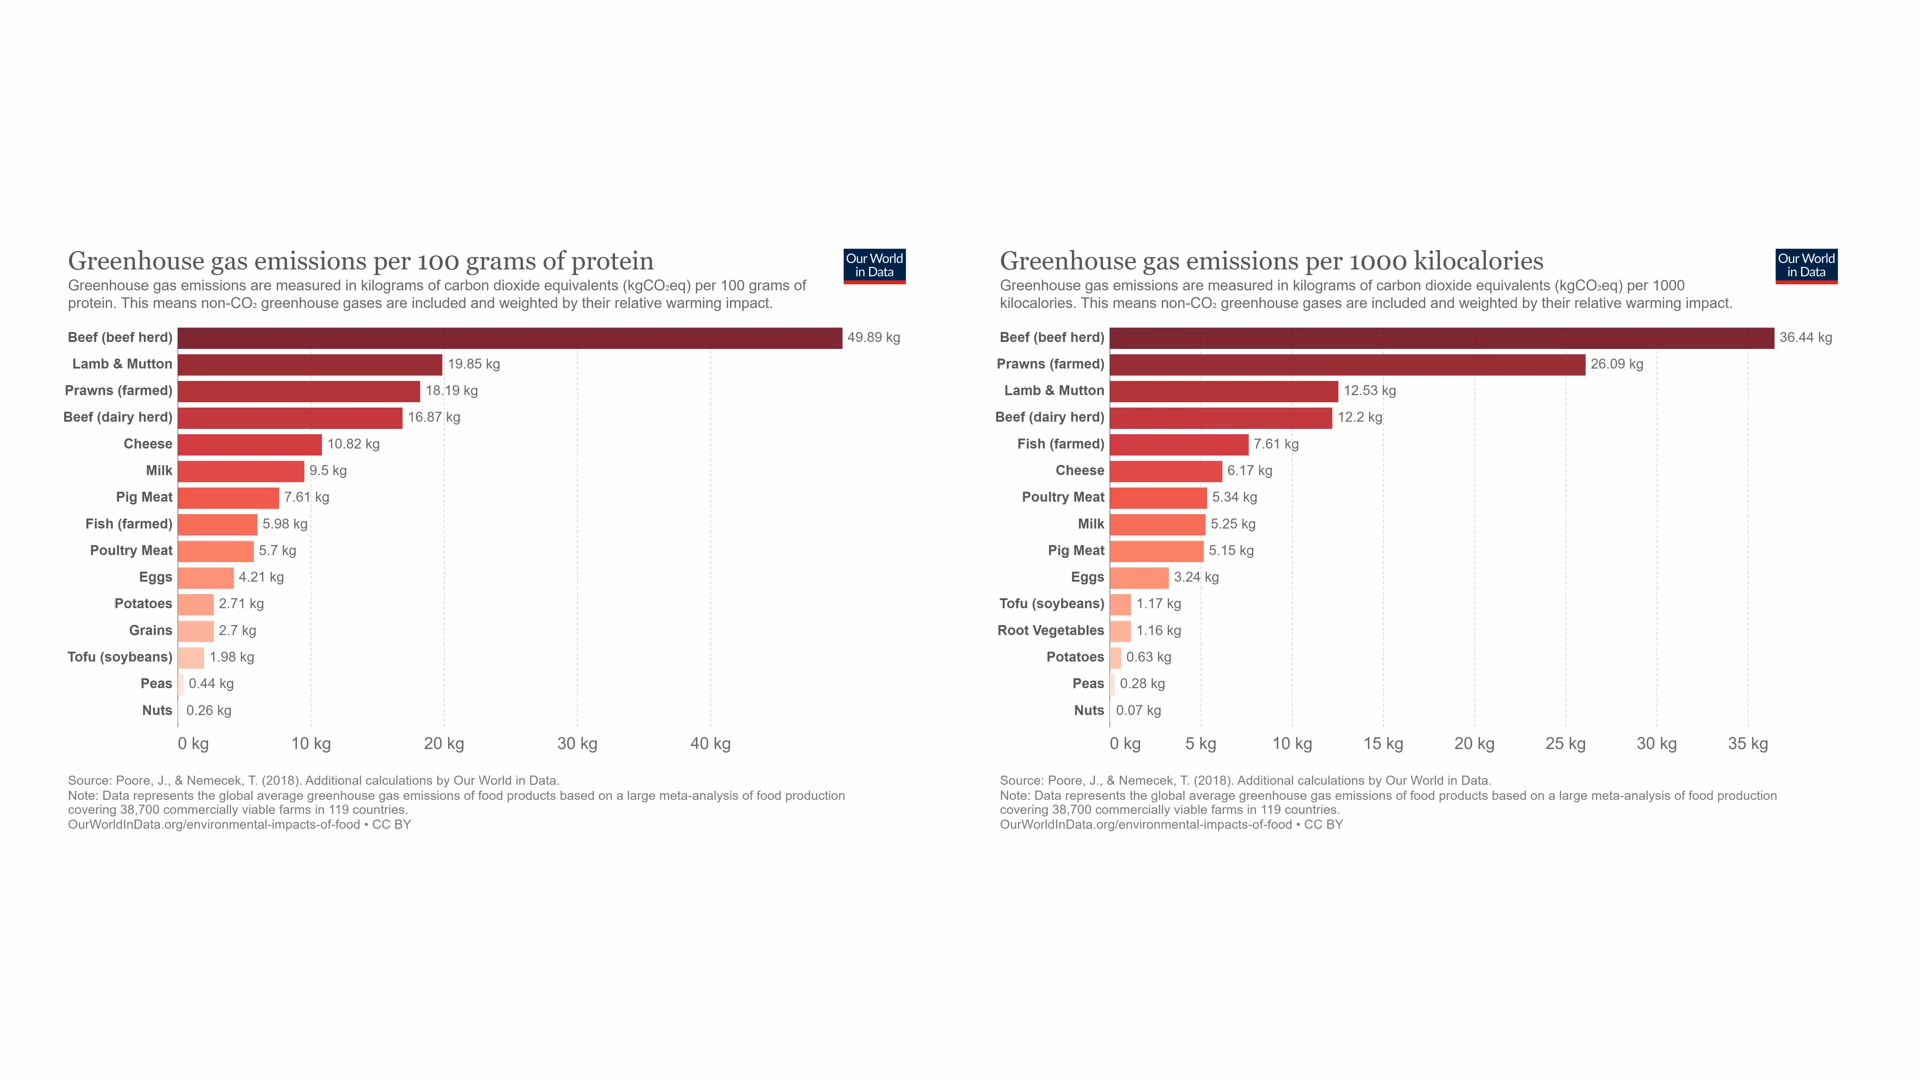 Greenhouse gas emissions per 100 grams of protein
Our World
in Data
Greenhouse gas emissions are measured in kilograms of carbon dioxide equivalents (kgCO₂eq) per 100 grams of
protein. This means non-CO₂ greenhouse gases are included and weighted by their relative warming impact.
Beef (beef herd) 49.89 kg
Lamb & Mutton 19.85 kg
Prawns (farmed) 18.19 kg
Beef (dairy herd) 16.87 kg
Cheese 10.82 kg
Milk 9.5 kg
Pig Meat 7.61 kg
Fish (farmed) 5.98 kg
Poultry Meat 5.7 kg
Eggs 4.21 kg
Potatoes 2.71 kg
Grains 2.7 kg
Tofu (soybeans) 1.98 kg
Peas 0.44 kg
Nuts 0.26 kg
0 kg 10 kg 20 kg 30 kg 40 kg
Source: Poore, J., & Nemecek, T. (2018). Additional calculations by Our World in Data.
Note: Data represents the global average greenhouse gas emissions of food products based on a large meta-analysis of food production
covering 38,700 commercially viable farms in 119 countries.
OurWorldInData.org/environmental-impacts-of-food • CC BY
Greenhouse gas emissions per 1000 kilocalories
Our World
in Data
Greenhouse gas emissions are measured in kilograms of carbon dioxide equivalents (kgCO₂eq) per 1000
kilocalories. This means non-CO₂ greenhouse gases are included and weighted by their relative warming impact.
Beef (beef herd) 36.44 kg
Prawns (farmed) 26.09 kg
Lamb & Mutton 12.53 kg
Beef (dairy herd) 12.2 kg
Fish (farmed) 7.61 kg
Cheese 6.17 kg
Poultry Meat 5.34 kg
Milk 5.25 kg
Pig Meat 5.15 kg
Eggs 3.24 kg
Tofu (soybeans) 1.17 kg
Root Vegetables 1.16 kg
Potatoes 0.63 kg
Peas 0.28 kg
Nuts 0.07 kg
0 kg 5 kg 10 kg 15 kg 20 kg 25 kg 30 kg 35 kg
Source: Poore, J., & Nemecek, T. (2018). Additional calculations by Our World in Data.
Note: Data represents the global average greenhouse gas emissions of food products based on a large meta-analysis of food production
covering 38,700 commercially viable farms in 119 countries.
OurWorldInData.org/environmental-impacts-of-food • CC BY